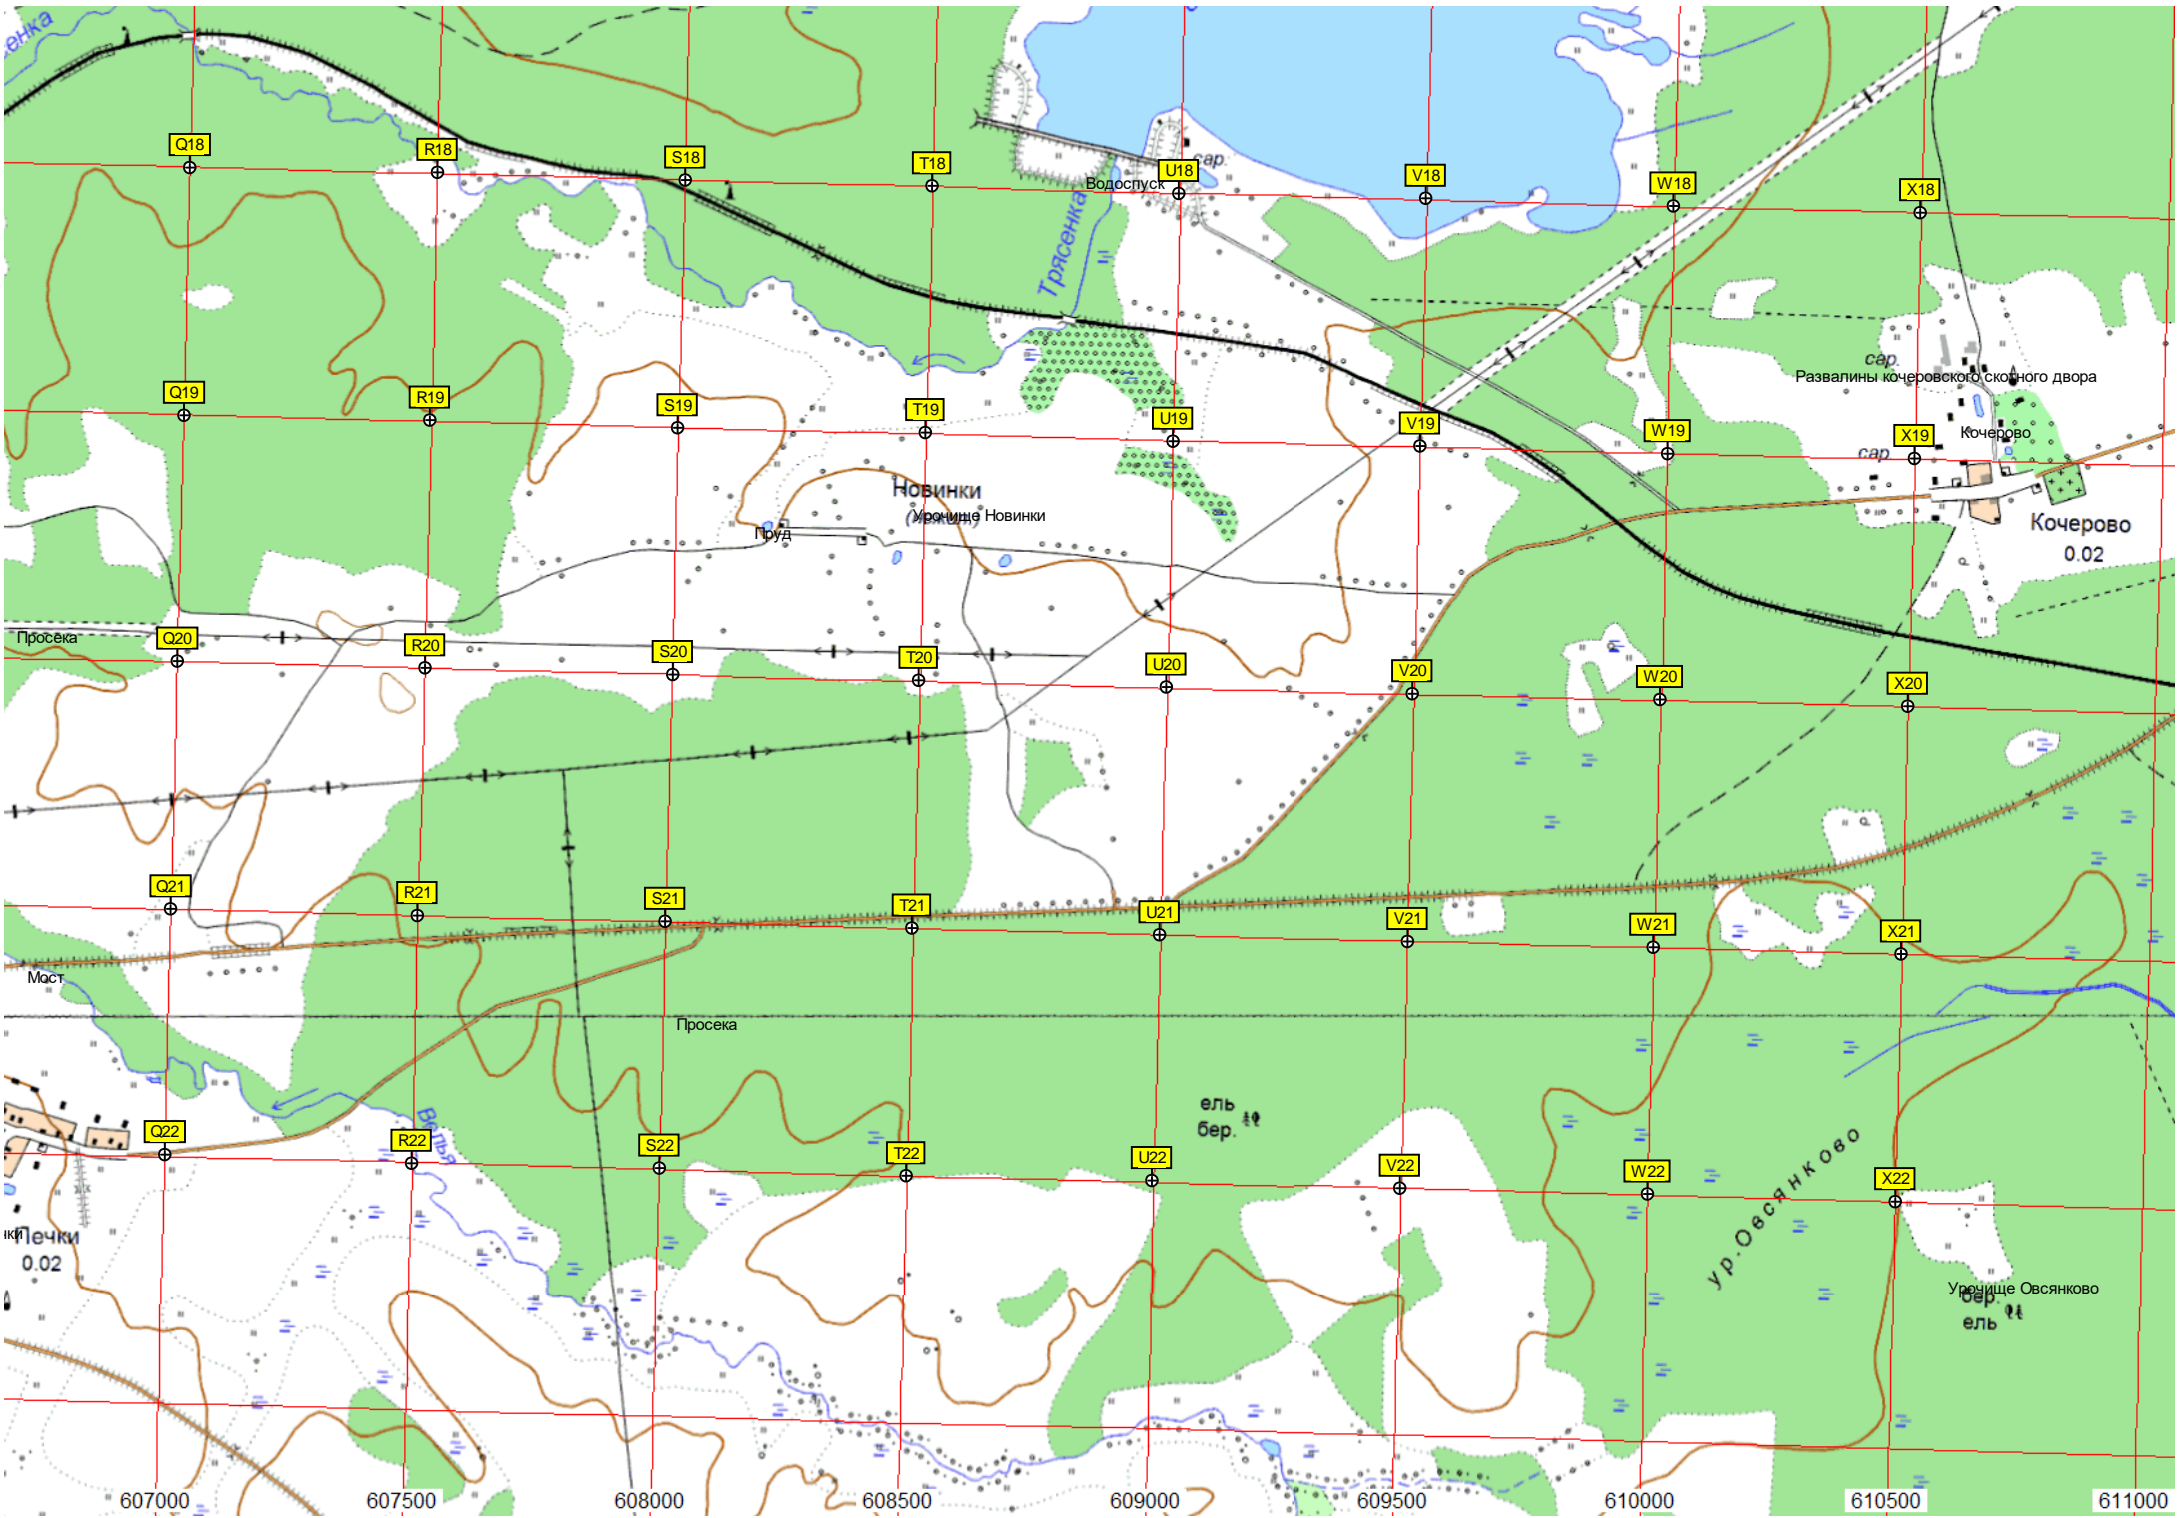 енка
Q18
R18
S18
T18
U18
V18
W18
X18
сар.
Водоспуск
Трясенка
сар.
Развалины кочеровского скотного двора
Q19
R19
S19
T19
U19
V19
W19
X19
Кочерово
сар.
Новинки
Урочище Новинки
Пруд
Кочерово
0.02
Просека
Q20
R20
S20
T20
U20
V20
W20
X20
Q21
R21
S21
T21
U21
V21
W21
X21
Мост
Просека
ель
бер.
Велья
Q22
R22
S22
T22
U22
V22
W22
X22
ур. Овсянково
чки
Печки
0.02
Урочище Овсянково
бер.
ель
607000
607500
608000
608500
609000
609500
610000
610500
611000